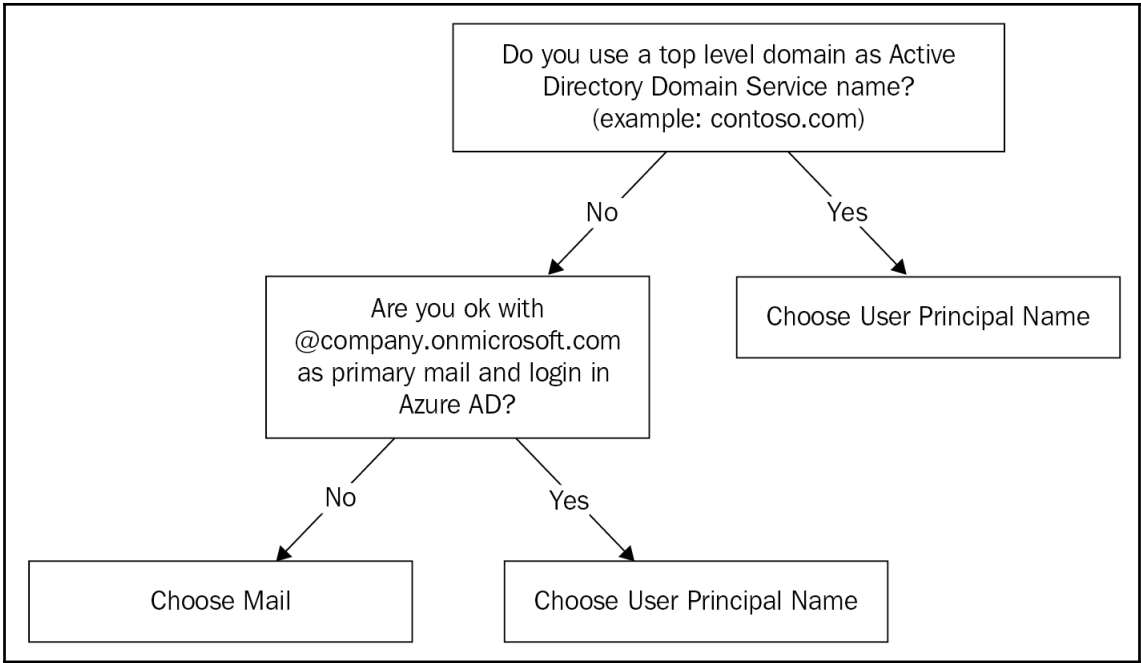 Do you use a top level domain as Active
Directory Domain Service name?
(example: contoso.com)
No
Yes
Are you ok with
@company.onmicrosoft.com
as primary mail and login in
Azure AD?
Choose User Principal Name
No
Yes
Choose Mail
Choose User Principal Name